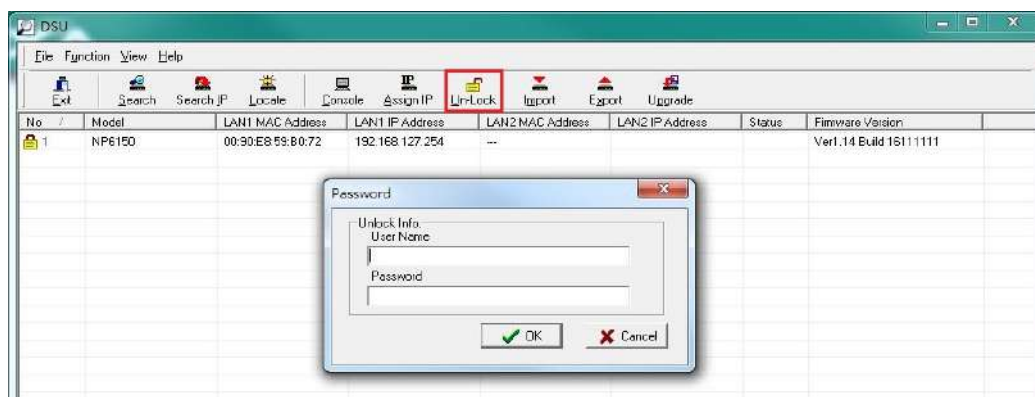 DSU
File Function View Help
Exit Search Search IP Locate Console Assign IP Un-Lock Import Export Upgrade
No / Model LAN1 MAC Address LAN1 IP Address LAN2 MAC Address LAN2 IP Address Status Firmware Version
1 NP6150 00:90:E8:59:B0:72 192.168.127.254 --- Ver1.14 Build 16111111
Password
Unlock Info.
User Name
Password
OK Cancel